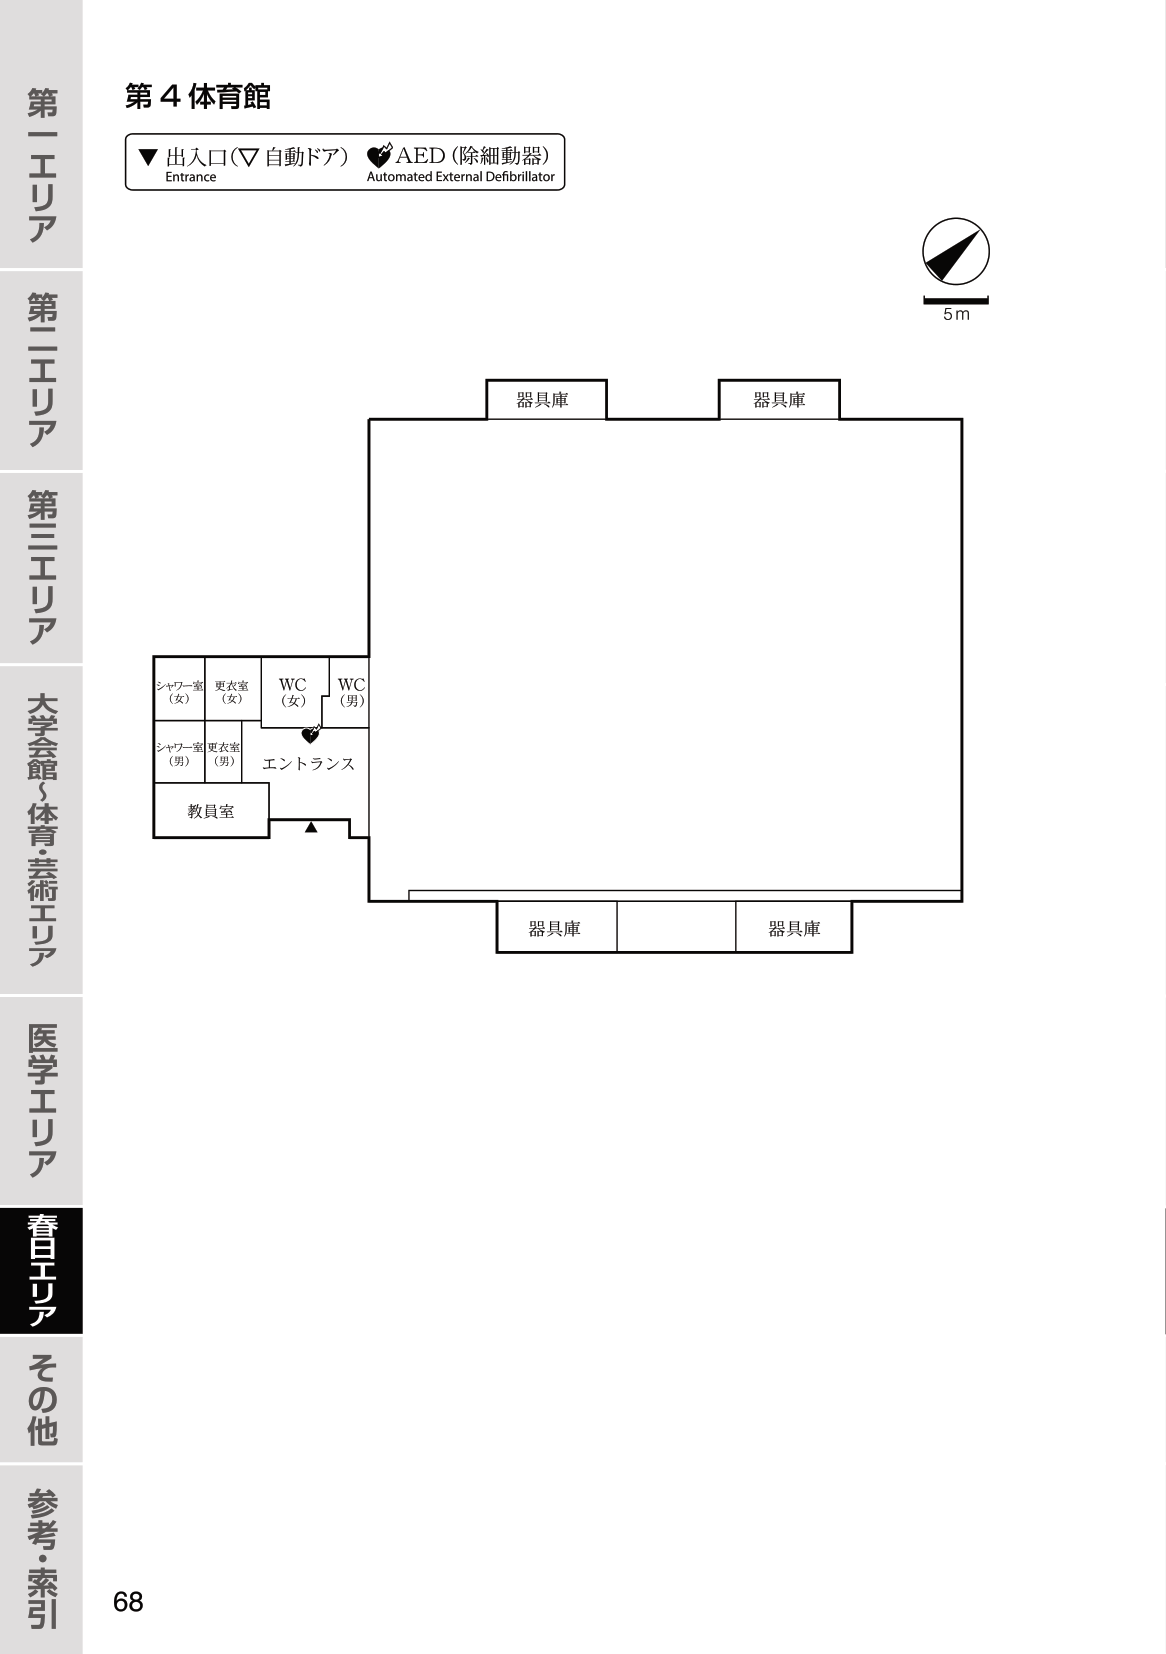 第一エリア
第二エリア
第三エリア
大学会館～体育・芸術エリア
医学エリア
春日エリア
その他
参考・索引
第 4 体育館
▼ 出入口（▽ 自動ドア）
Entrance
AED（除細動器）
Automated External Defibrillator
5 m
器具庫
器具庫
シャワー室
（女）
更衣室
（女）
WC
（女）
WC
（男）
シャワー室
（男）
更衣室
（男）
エントランス
教員室
器具庫
器具庫
68